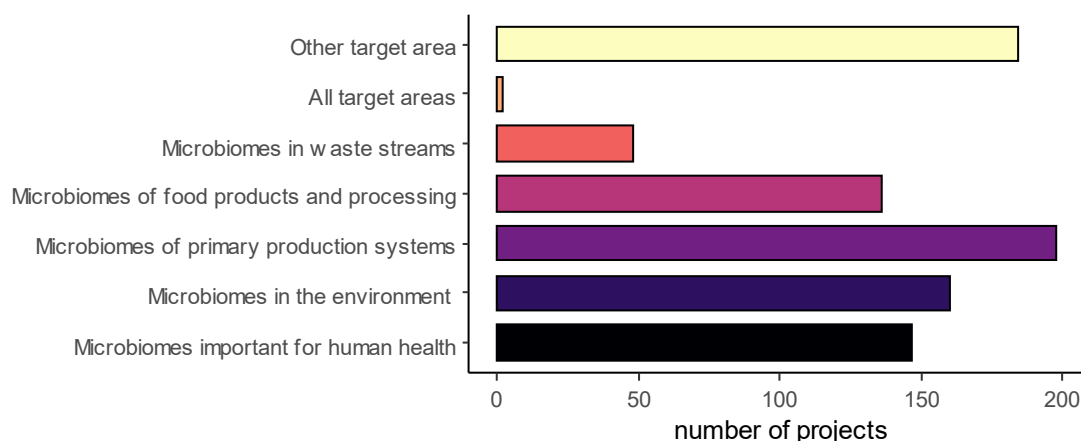 Other target area
All target areas
Microbiomes in waste streams
Microbiomes of food products and processing
Microbiomes of primary production systems
Microbiomes in the environment
Microbiomes important for human health
0 50 100 150 200
number of projects